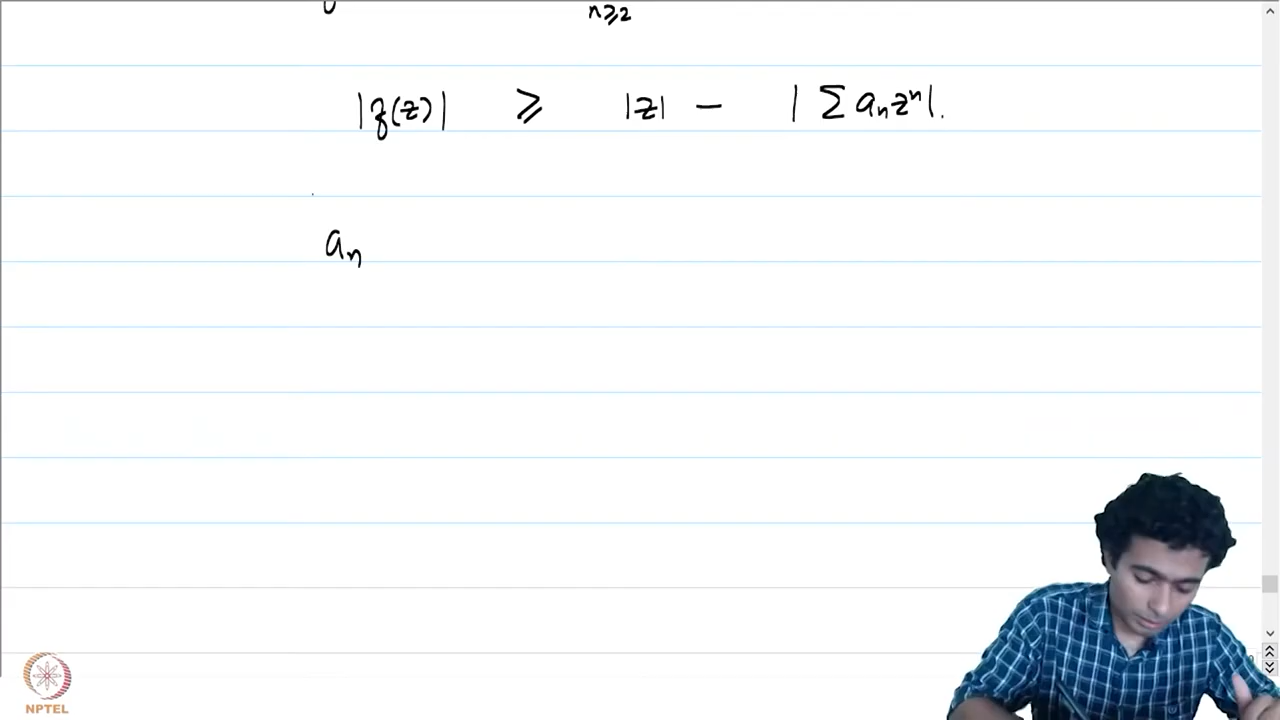 n⩾2
|f(z)| ⩾ |z| - | Σ aₙzⁿ|.
aₙ
NPTEL